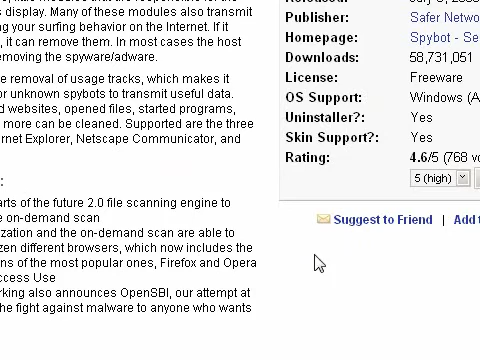 s display. Many of these modules also transmit
g your surfing behavior on the Internet. If it
, it can remove them. In most cases the host
emoving the spyware/adware.
e removal of usage tracks, which makes it
or unknown spybots to transmit useful data.
d websites, opened files, started programs,
more can be cleaned. Supported are the three
rnet Explorer, Netscape Communicator, and
:
arts of the future 2.0 file scanning engine to
e on-demand scan
ization and the on-demand scan are able to
zen different browsers, which now includes the
ns of the most popular ones, Firefox and Opera
ccess Use
rking also announces OpenSBI, our attempt at
he fight against malware to anyone who wants
Publisher: Safer Netwo
Homepage: Spybot - Se
Downloads: 58,731,051
License: Freeware
OS Support: Windows (A
Uninstaller?: Yes
Skin Support?: Yes
Rating: 4.6/5 (768 vo
5 (high)
Suggest to Friend | Add t